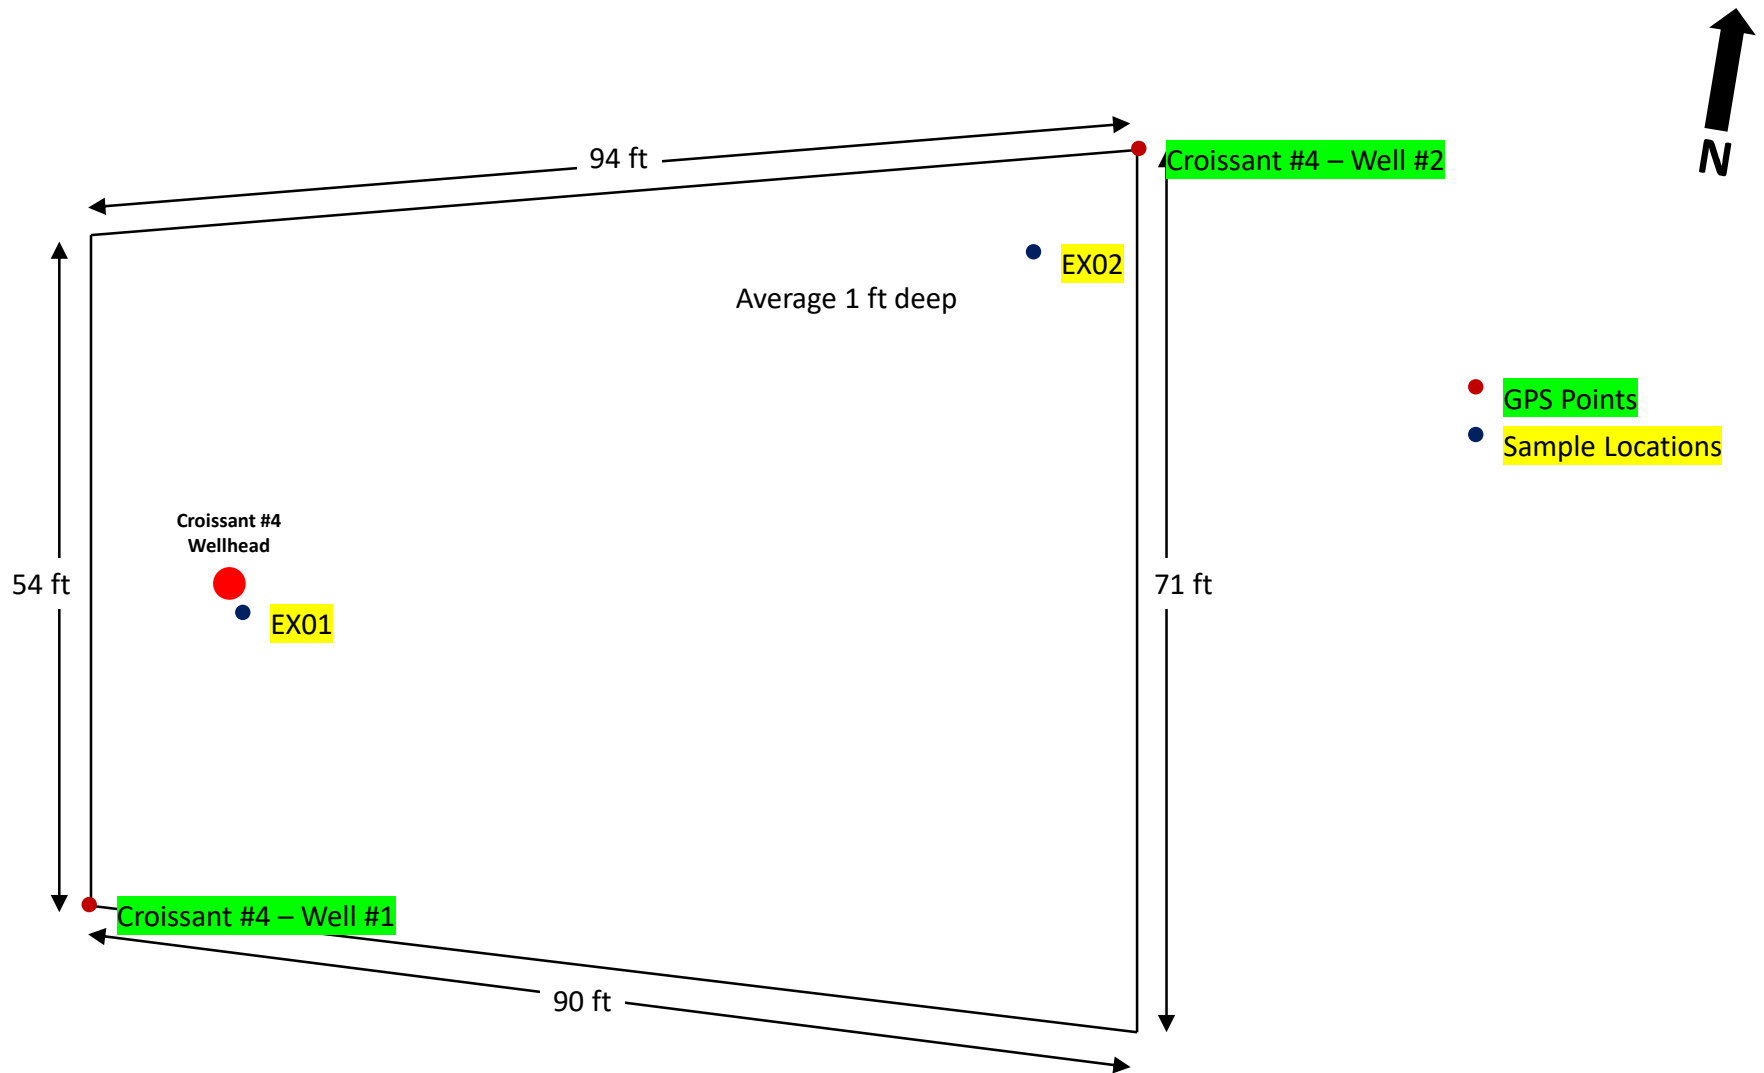 N
94 ft
Croissant #4 – Well #2
EX02
Average 1 ft deep
GPS Points
Sample Locations
Croissant #4
Wellhead
54 ft
71 ft
EX01
Croissant #4 – Well #1
90 ft